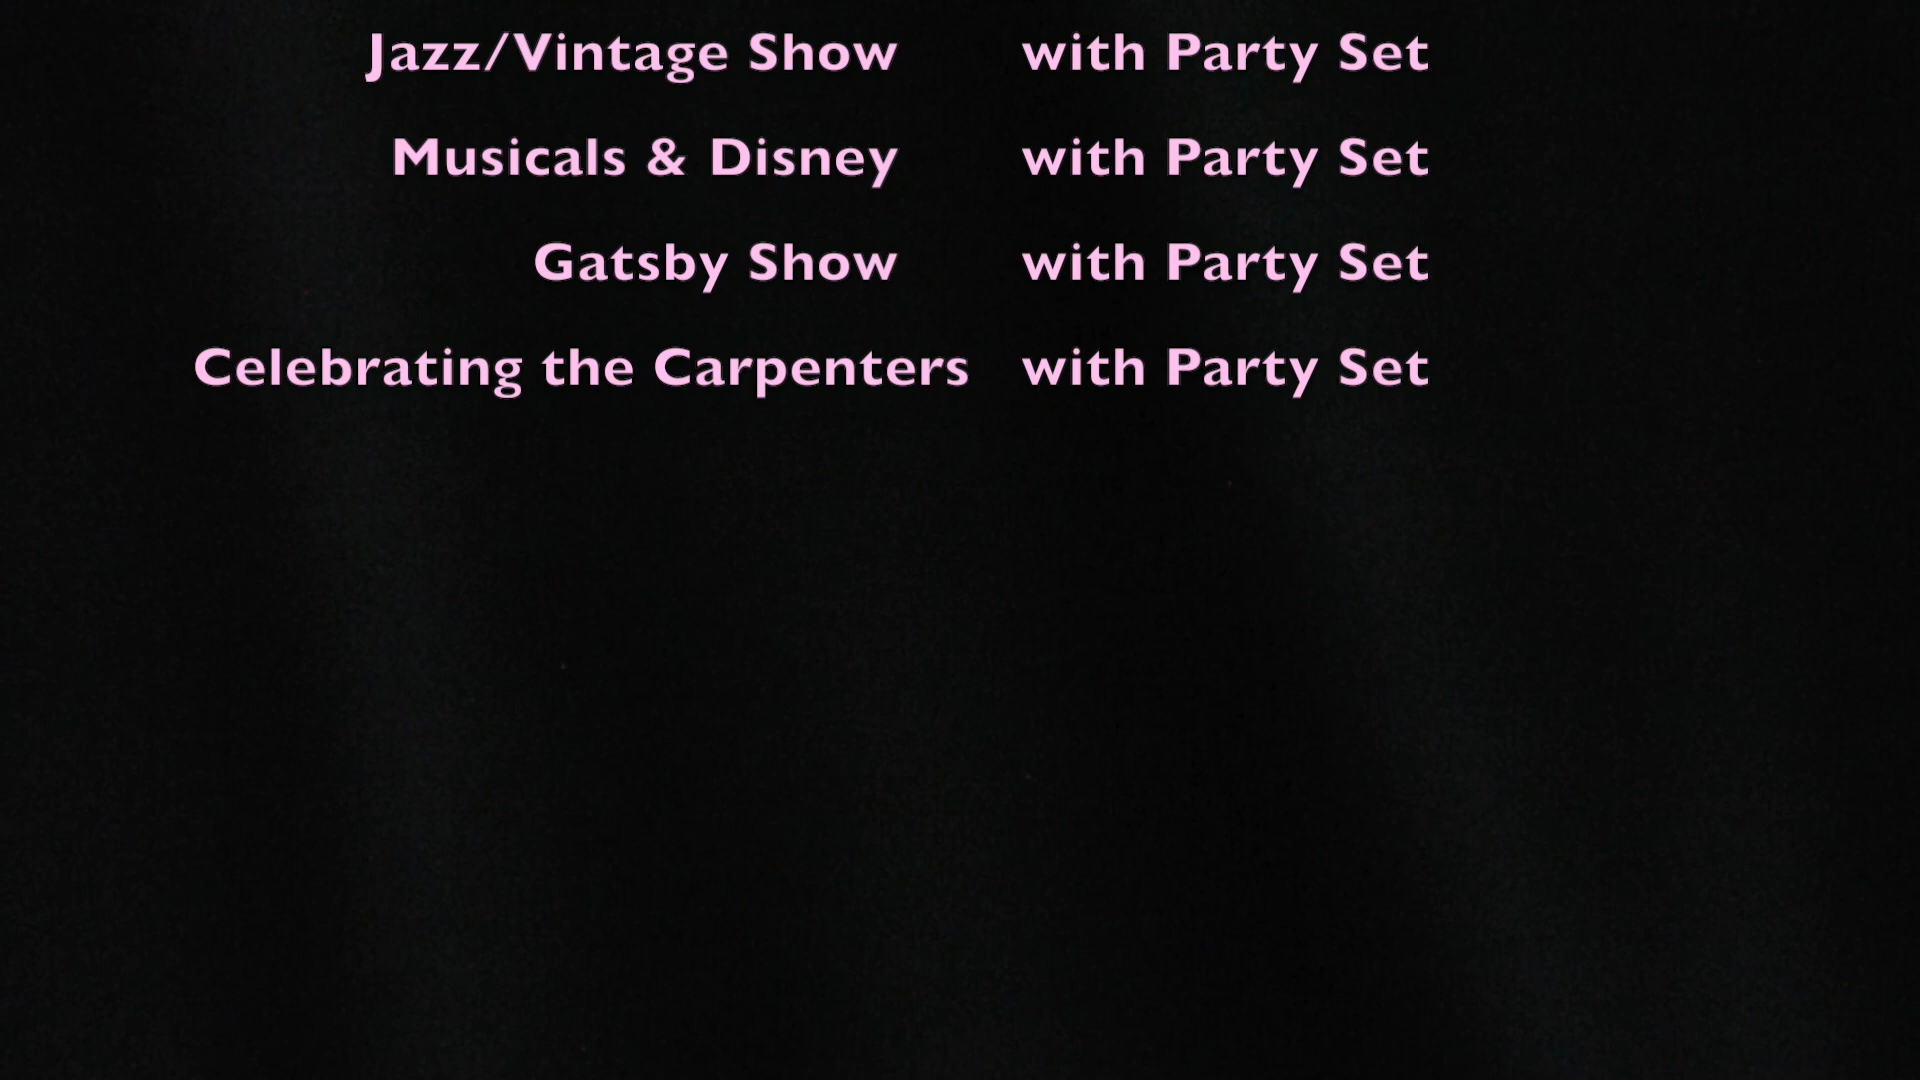 Jazz/Vintage Show with Party Set
Musicals & Disney with Party Set
Gatsby Show with Party Set
Celebrating the Carpenters with Party Set